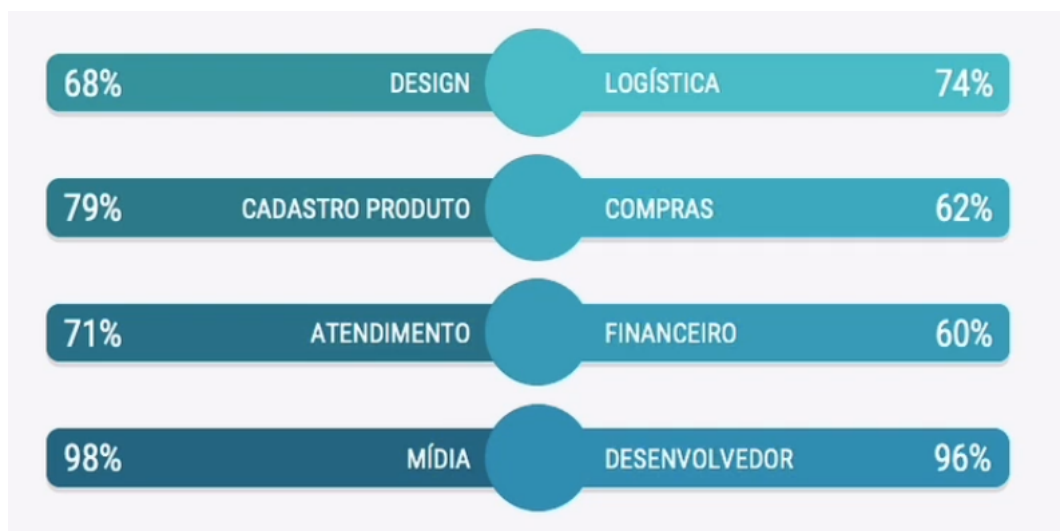 68% DESIGN LOGÍSTICA 74%
79% CADASTRO PRODUTO COMPRAS 62%
71% ATENDIMENTO FINANCEIRO 60%
98% MÍDIA DESENVOLVEDOR 96%